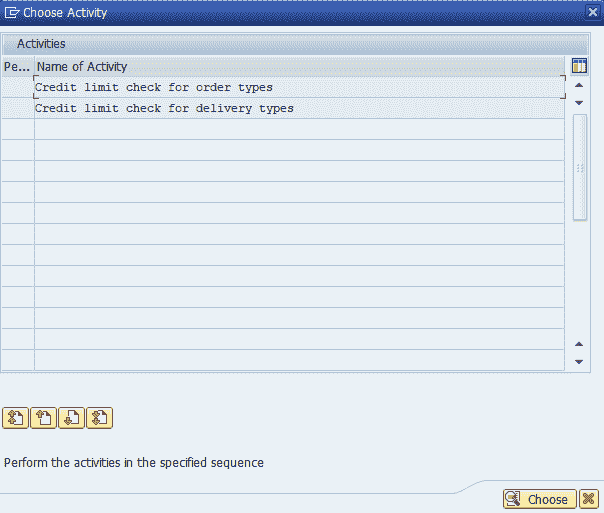 Choose Activity
Activities
Pe... Name of Activity
Credit limit check for order types
Credit limit check for delivery types
Perform the activities in the specified sequence
Choose